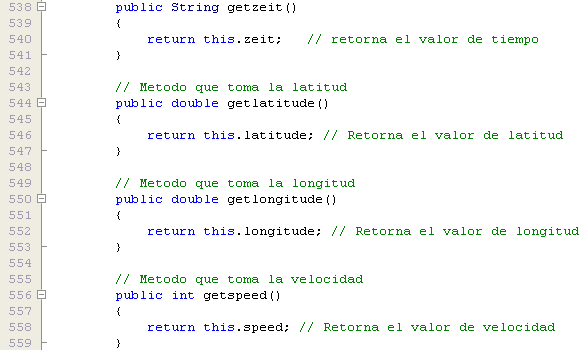 538 public String getzeit()
539 {
540 return this.zeit; // retorna el valor de tiempo
541 }
542
543 // Metodo que toma la latitud
544 public double getlatitude()
545 {
546 return this.latitude; // Retorna el valor de latitud
547 }
548
549 // Metodo que toma la longitud
550 public double getlongitude()
551 {
552 return this.longitude; // Retorna el valor de longitud
553 }
554
555 // Metodo que toma la velocidad
556 public int getspeed()
557 {
558 return this.speed; // Retorna el valor de velocidad
559 }